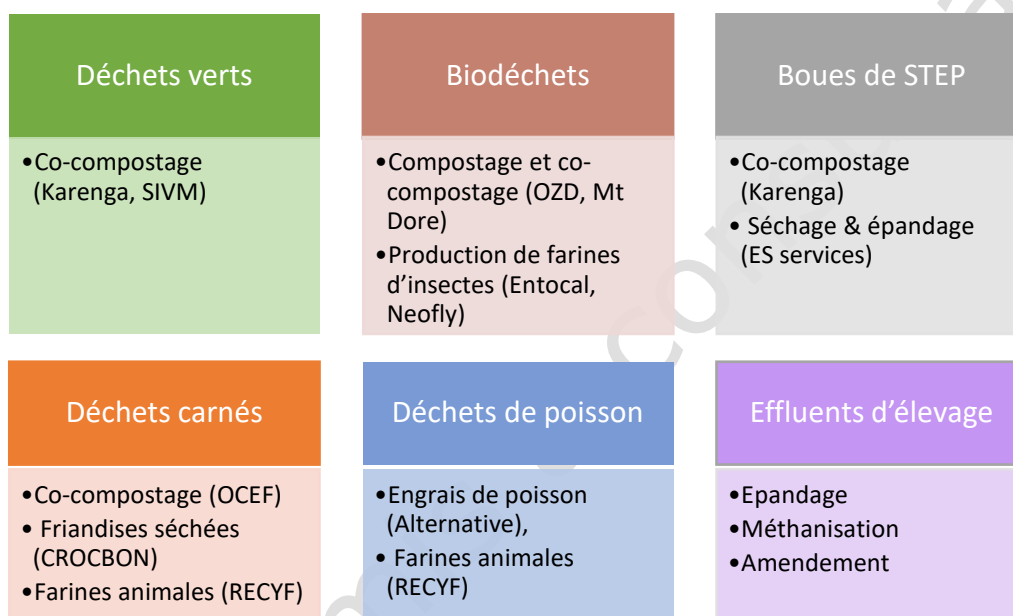 Déchets verts
•Co-compostage
(Karenga, SIVM)
Biodéchets
•Compostage et co-
compostage (OZD, Mt
Dore)
•Production de farines
d'insectes (Entocal,
Neofly)
Boues de STEP
•Co-compostage
(Karenga)
• Séchage & épandage
(ES services)
Déchets carnés
•Co-compostage (OCEF)
• Friandises séchées
(CROCBON)
•Farines animales (RECYF)
Déchets de poisson
•Engrais de poisson
(Alternative),
• Farines animales
(RECYF)
Effluents d'élevage
•Epandage
•Méthanisation
•Amendement